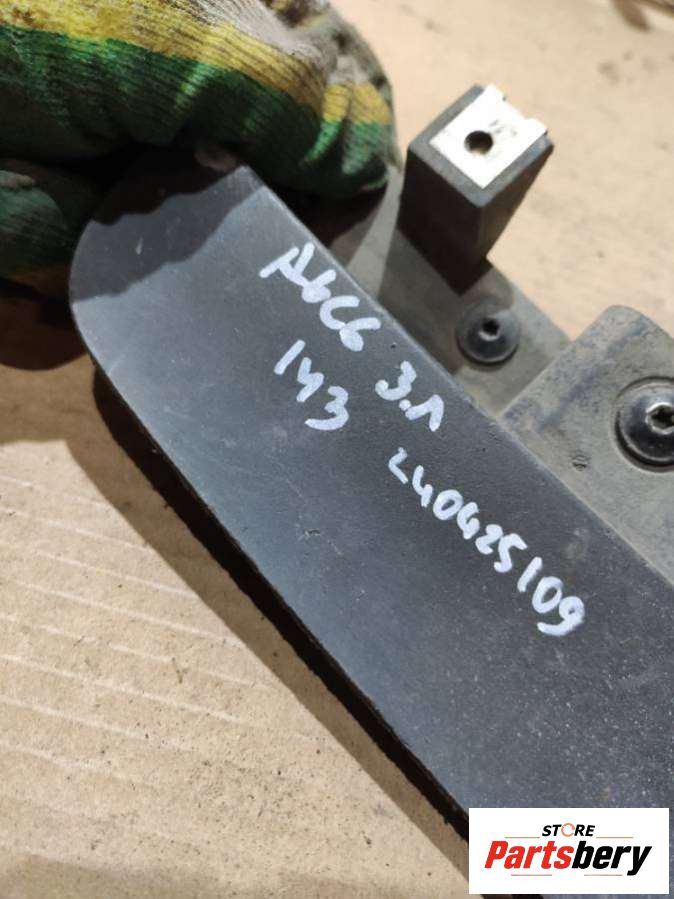 A6C6 3.Л
143 240425109
STORE
Partsbery